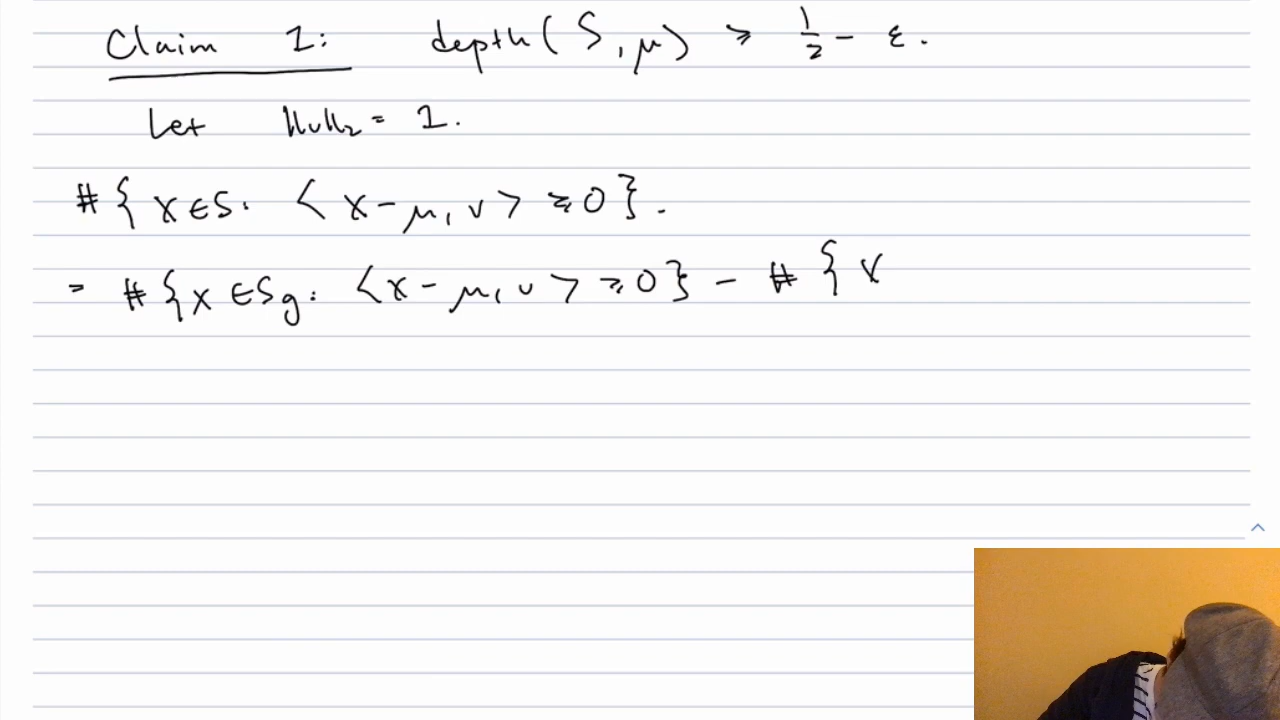 Claim 1: depth(S, μ) ≥ 1/2 - ε.
Let ||v||₂ = 1.
# { x ∈ S: < x - μ, v > ≥ 0 }.
= # { x ∈ S_g: < x - μ, v > ≥ 0 } - # { x